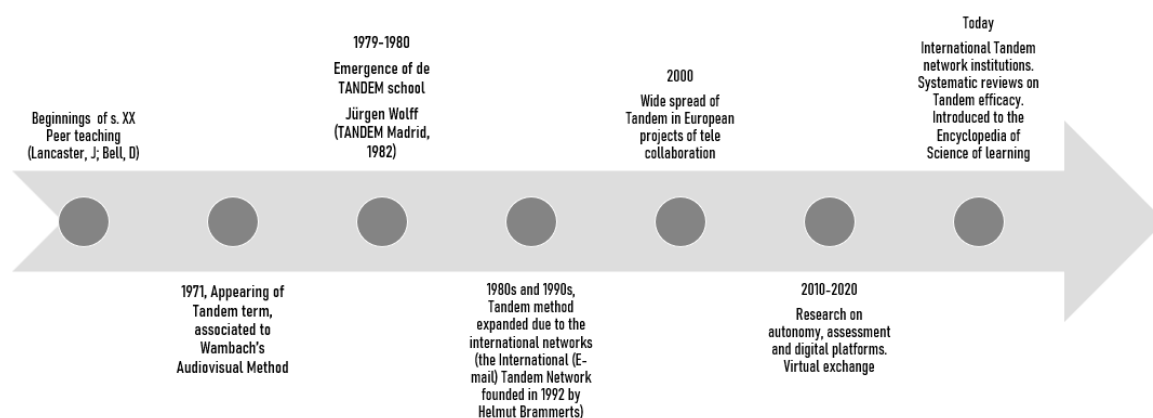 Beginnings of s. XX
Peer teaching
(Lancaster, J; Bell, D)
1971, Appearing of
Tandem term,
associated to
Wambach's
Audiovisual Method
1979-1980
Emergence of de
TANDEM school
Jürgen Wolff
(TANDEM Madrid,
1982)
1980s and 1990s,
Tandem method
expanded due to the
international networks
(the International (E-
mail) Tandem Network
founded in 1992 by
Helmut Brammerts)
2000
Wide spread of
Tandem in European
projects of tele
collaboration
2010-2020
Research on
autonomy, assessment
and digital platforms.
Virtual exchange
Today
International Tandem
network institutions.
Systematic reviews on
Tandem efficacy.
Introduced to the
Encyclopedia of
Science of learning